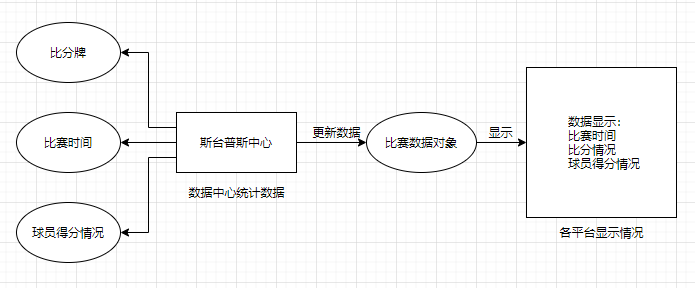 比分牌
比赛时间
球员得分情况
斯台普斯中心
数据中心统计数据
更新数据
比赛数据对象
显示
数据显示：
比赛时间
比分情况
球员得分情况
各平台显示情况